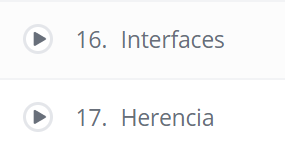 16. Interfaces
17. Herencia